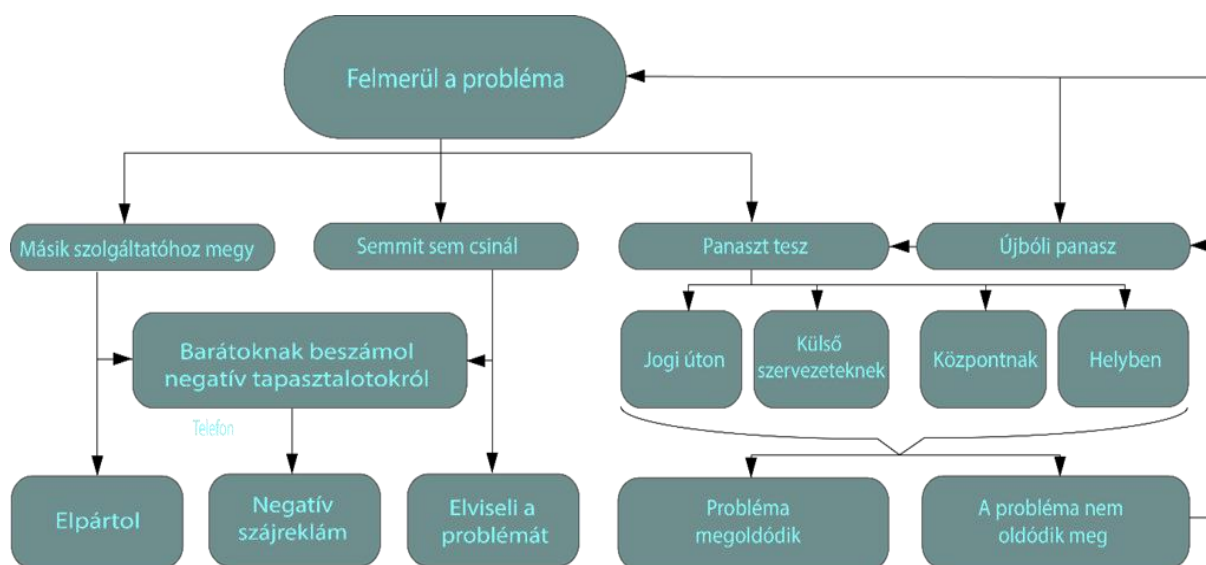 Felmerül a probléma
Másik szolgáltatóhoz megy
Semmit sem csinál
Panaszt tesz
Újbóli panasz
Barátoknak beszámol
negatív tapasztalotokról
Jogi úton
Külső
szervezeteknek
Központnak
Helyben
Telefon
Elpártol
Negatív
szájreklám
Elviseli a
problémát
Probléma
megoldódik
A probléma nem
oldódik meg